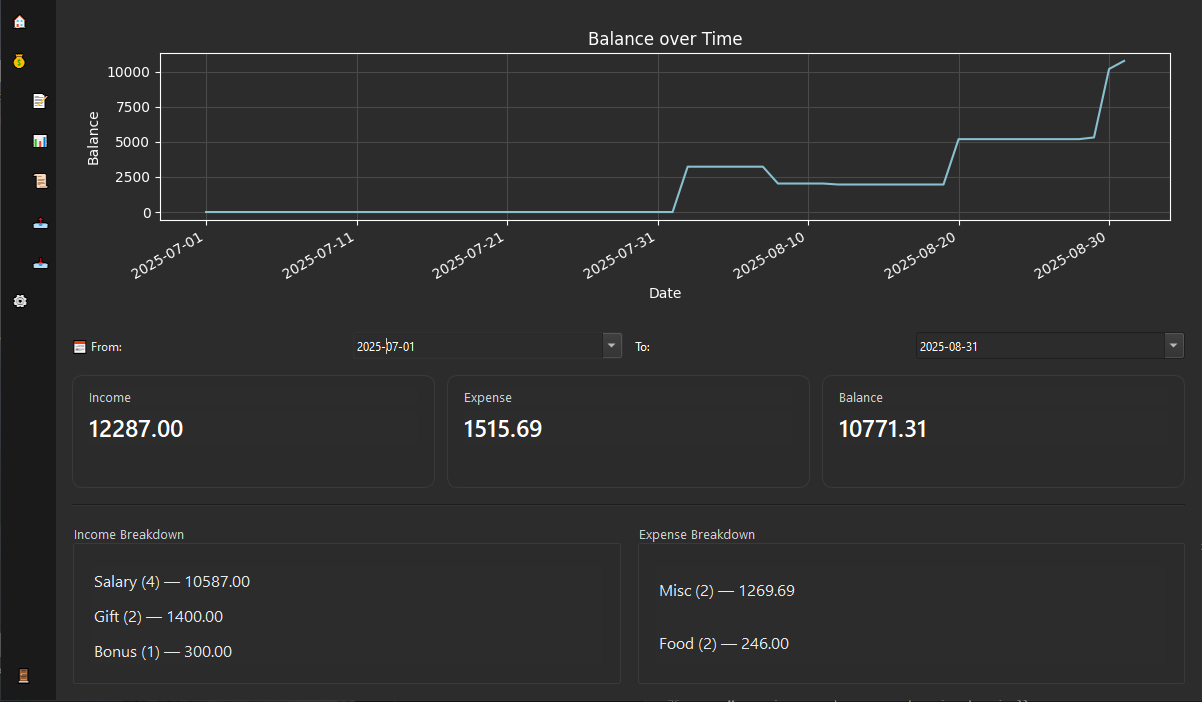 Balance over Time
10000
7500
5000
2500
0
Balance
2025-07-01
2025-07-11
2025-07-21
2025-07-31
2025-08-10
2025-08-20
2025-08-30
Date
From:
2025-07-01
To:
2025-08-31
Income
12287.00
Expense
1515.69
Balance
10771.31
Income Breakdown
Salary (4) — 10587.00
Gift (2) — 1400.00
Bonus (1) — 300.00
Expense Breakdown
Misc (2) — 1269.69
Food (2) — 246.00